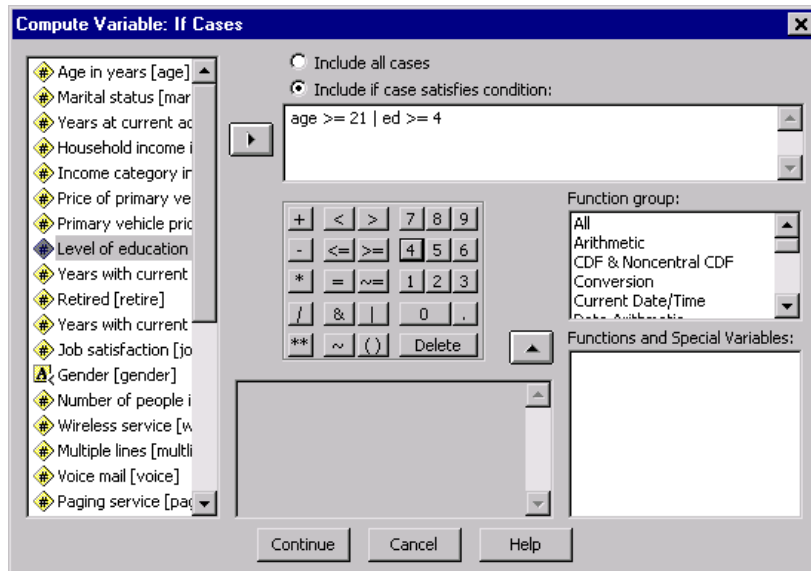 Compute Variable: If Cases
Age in years [age]
Marital status [mar
Years at current ad
Household income i
Income category in
Price of primary ve
Primary vehicle pric
Level of education
Years with current
Retired [retire]
Years with current
Job satisfaction [jo
Gender [gender]
Number of people i
Wireless service [w
Multiple lines [multli
Voice mail [voice]
Paging service [pag
Include all cases
Include if case satisfies condition:
age >= 21 | ed >= 4
+ < > 7 8 9
- <= >= 4 5 6
* = ~= 1 2 3
/ & | 0 .
** ~ () Delete
Function group:
All
Arithmetic
CDF & Noncentral CDF
Conversion
Current Date/Time
Date Arithmetic
Functions and Special Variables:
Continue Cancel Help